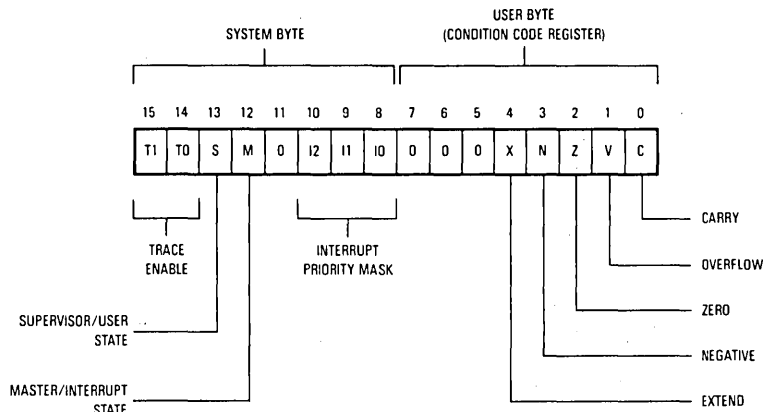 USER BYTE
SYSTEM BYTE
(CONDITION CODE REGISTER)
15 14 13 12 11 10 9 8 7 6 5 4 3 2 1 0
T1 T0 S M 0 I2 I1 I0 0 0 0 X N Z V C
TRACE
ENABLE
INTERRUPT
PRIORITY MASK
CARRY
OVERFLOW
SUPERVISOR/USER
STATE
ZERO
NEGATIVE
MASTER/INTERRUPT
STATE
EXTEND